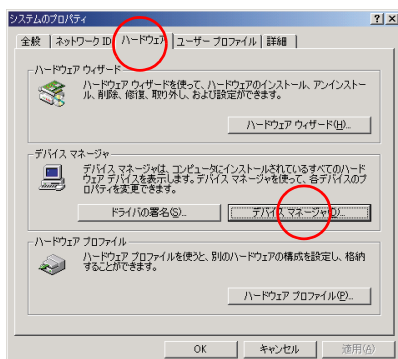 システムのプロパティ
全般 ネットワーク ID ハードウェア ユーザー プロファイル 詳細
ハードウェア ウィザード
ハードウェア ウィザードを使って、ハードウェアのインストール、アンインストー
ル、削除、修復、取り外し、および設定ができます。
ハードウェア ウィザード(H)...
デバイス マネージャ
デバイス マネージャは、コンピュータにインストールされているすべてのハード
ウェア デバイスを表示します。デバイス マネージャを使って、各デバイスのプ
ロパティを変更できます。
ドライバの署名(S)...
デバイス マネージャ(D)...
ハードウェア プロファイル
ハードウェア プロファイルを使うと、別のハードウェアの構成を設定し、格納
することができます。
ハードウェア プロファイル(P)...
OK キャンセル 適用(A)